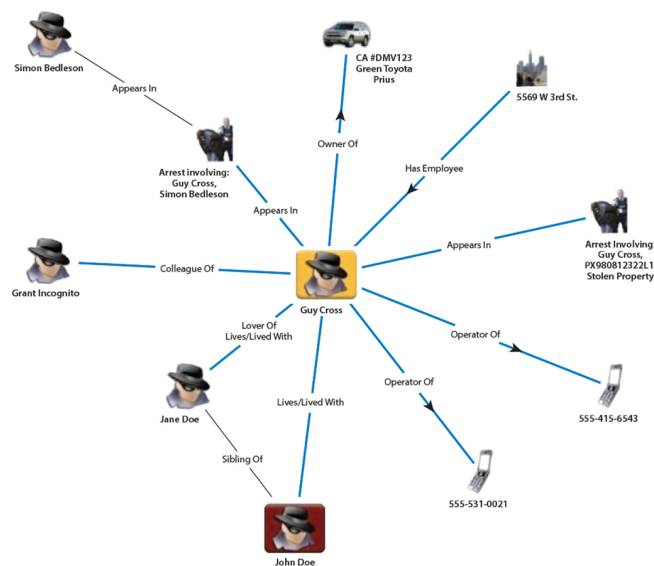 Simon Bedleson
CA #DMV123
Green Toyota
Prius
5569 W 3rd St.
Appears In
Owner Of
Has Employee
Arrest involving:
Guy Cross,
Simon Bedleson
Appears In
Appears In
Arrest Involving
Guy Cross,
PX980812322L1
Stolen Property
Colleague Of
Grant Incognito
Guy Cross
Lover Of
Lives/Lived With
Operator Of
Operator Of
Jane Doe
Lives/Lived With
555-415-6543
Sibling Of
555-531-0021
John Doe